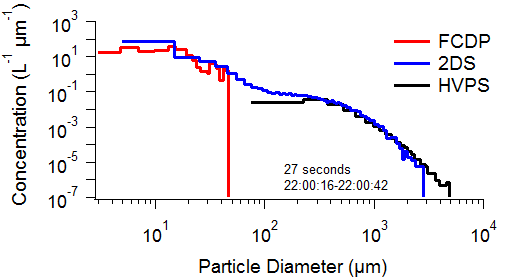 Concentration (L⁻¹ µm⁻¹)
10³
10¹
10⁻¹
10⁻³
10⁻⁵
10⁻⁷
FCDP
2DS
HVPS
27 seconds
22:00:16-22:00:42
10¹
10²
10³
10⁴
Particle Diameter (µm)